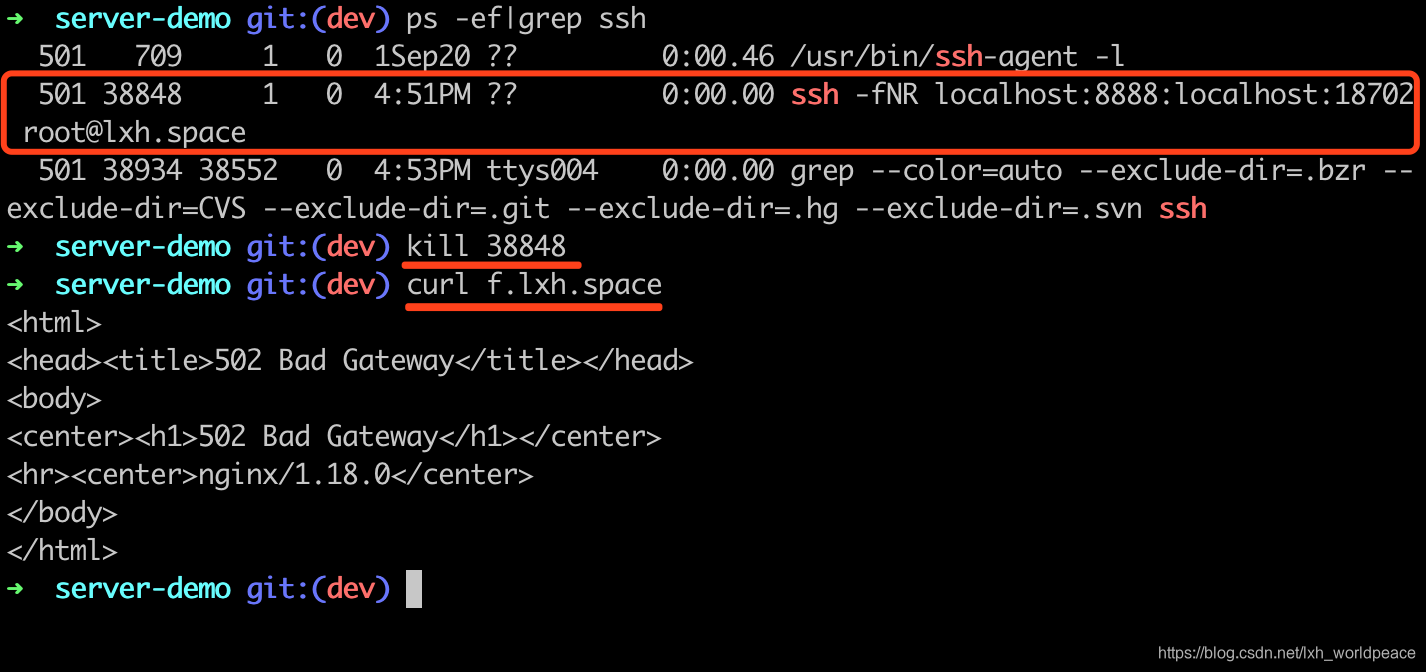 ➜  server-demo git:(dev) ps -ef|grep ssh
  501   709     1   0  1Sep20 ??         0:00.46 /usr/bin/ssh-agent -l
  501 38848     1   0  4:51PM ??         0:00.00 ssh -fNR localhost:8888:localhost:18702
 root@lxh.space
  501 38934 38552   0  4:53PM ttys004    0:00.00 grep --color=auto --exclude-dir=.bzr --
exclude-dir=CVS --exclude-dir=.git --exclude-dir=.hg --exclude-dir=.svn ssh
➜  server-demo git:(dev) kill 38848
➜  server-demo git:(dev) curl f.lxh.space
<html>
<head><title>502 Bad Gateway</title></head>
<body>
<center><h1>502 Bad Gateway</h1></center>
<hr><center>nginx/1.18.0</center>
</body>
</html>
➜  server-demo git:(dev)
https://blog.csdn.net/lxh_worldpeace